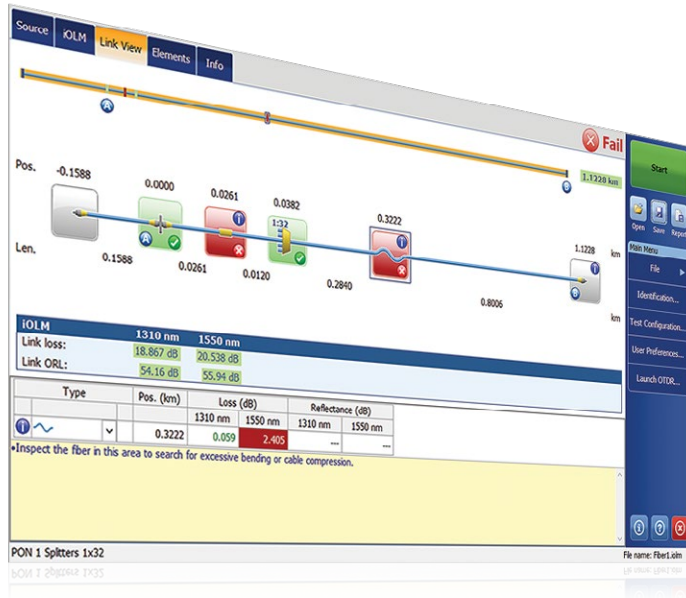 Source iOLM Link View Elements Info
Fail
1.1228 km
A
B
Pos. -0.1588 0.0000 0.0261 0.0382 0.3222 1.1228 km
1:32
A
B
Len. 0.1588 0.0261 0.0120 0.2840 0.8006 km
iOLM 1310 nm 1550 nm
Link loss: 18.867 dB 20.538 dB
Link ORL: 54.16 dB 55.94 dB
Type Pos. (km) Loss (dB) Reflectance (dB)
1310 nm 1550 nm 1310 nm 1550 nm
0.3222 0.059 2.405 --- ---
•Inspect the fiber in this area to search for excessive bending or cable compression.
PON 1 Splitters 1x32
Start
Open Save Report
Main Menu
File
Identification...
Test Configuration...
User Preferences...
Launch OTDR...
File name: Fiber1.iolm